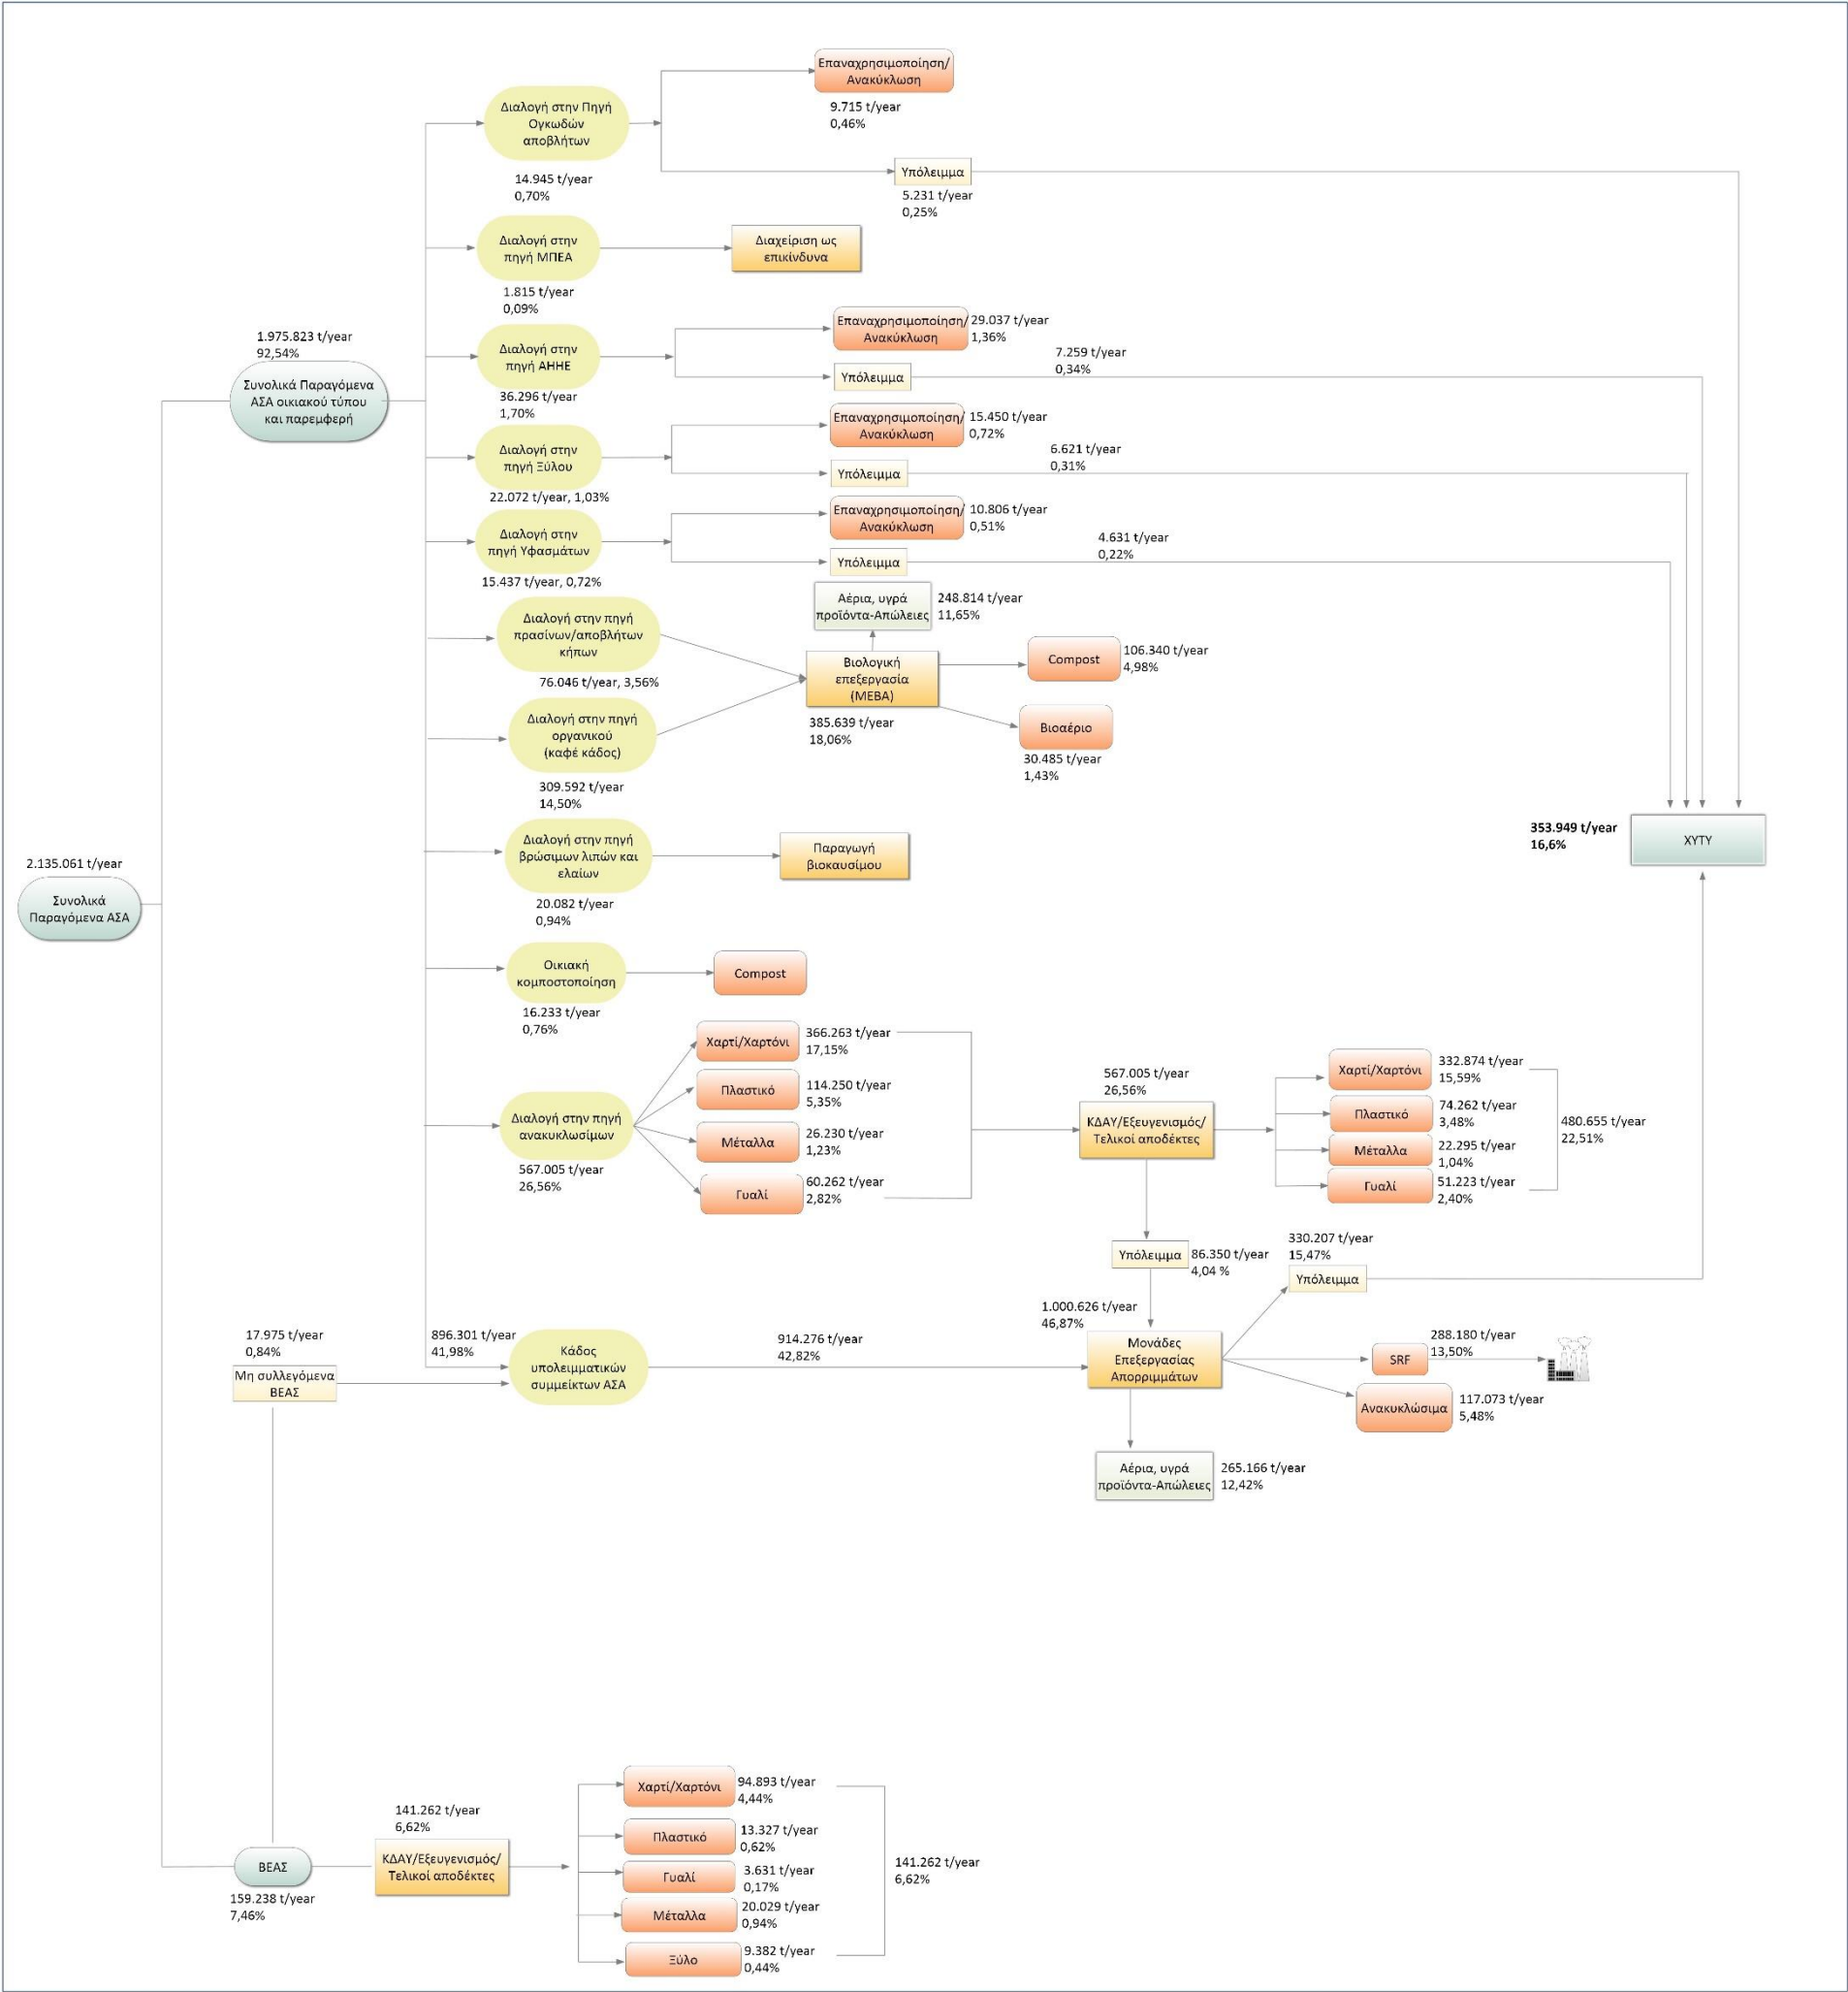 Επαναχρησιμοποίηση/
Ανακύκλωση
9.715 t/year
0,46%
Διαλογή στην Πηγή
Ογκωδών
αποβλήτων
14.945 t/year
0,70%
Υπόλειμμα
5.231 t/year
0,25%
Διαλογή στην
πηγή ΜΠΕΑ
1.815 t/year
0,09%
Διαχείριση ως
επικίνδυνα
1.975.823 t/year
92,54%
Συνολικά Παραγόμενα
ΑΣΑ οικιακού τύπου
και παρεμφερή
Διαλογή στην
πηγή ΑΗΗΕ
36.296 t/year
1,70%
Επαναχρησιμοποίηση/
Ανακύκλωση
29.037 t/year
1,36%
Υπόλειμμα
7.259 t/year
0,34%
Διαλογή στην
πηγή Ξύλου
22.072 t/year, 1,03%
Επαναχρησιμοποίηση/
Ανακύκλωση
15.450 t/year
0,72%
Υπόλειμμα
6.621 t/year
0,31%
Διαλογή στην
πηγή Υφασμάτων
15.437 t/year, 0,72%
Επαναχρησιμοποίηση/
Ανακύκλωση
10.806 t/year
0,51%
Υπόλειμμα
4.631 t/year
0,22%
Διαλογή στην πηγή
πρασίνων/αποβλήτων
κήπων
76.046 t/year, 3,56%
Διαλογή στην πηγή
οργανικού
(καφέ κάδος)
309.592 t/year
14,50%
Αέρια, υγρά
προϊόντα-Απώλειες
248.814 t/year
11,65%
Βιολογική
επεξεργασία
(ΜΕΒΑ)
385.639 t/year
18,06%
Compost
106.340 t/year
4,98%
Βιοαέριο
30.485 t/year
1,43%
353.949 t/year
16,6%
ΧΥΤΥ
Διαλογή στην πηγή
βρώσιμων λιπών και
ελαίων
20.082 t/year
0,94%
Παραγωγή
βιοκαυσίμου
2.135.061 t/year
Συνολικά
Παραγόμενα ΑΣΑ
Οικιακή
κομποστοποίηση
16.233 t/year
0,76%
Compost
Διαλογή στην πηγή
ανακυκλωσίμων
567.005 t/year
26,56%
Χαρτί/Χαρτόνι
366.263 t/year
17,15%
Πλαστικό
114.250 t/year
5,35%
Μέταλλα
26.230 t/year
1,23%
Γυαλί
60.262 t/year
2,82%
567.005 t/year
26,56%
ΚΔΑΥ/Εξευγενισμός/
Τελικοί αποδέκτες
Χαρτί/Χαρτόνι
332.874 t/year
15,59%
Πλαστικό
74.262 t/year
3,48%
Μέταλλα
22.295 t/year
1,04%
Γυαλί
51.223 t/year
2,40%
480.655 t/year
22,51%
Υπόλειμμα
86.350 t/year
4,04 %
330.207 t/year
15,47%
Υπόλειμμα
17.975 t/year
0,84%
Μη συλλεγόμενα
ΒΕΑΣ
896.301 t/year
41,98%
Κάδος
υπολειμματικών
συμμείκτων ΑΣΑ
914.276 t/year
42,82%
1.000.626 t/year
46,87%
Μονάδες
Επεξεργασίας
Απορριμμάτων
SRF
288.180 t/year
13,50%
Ανακυκλώσιμα
117.073 t/year
5,48%
Αέρια, υγρά
προϊόντα-Απώλειες
265.166 t/year
12,42%
ΒΕΑΣ
159.238 t/year
7,46%
141.262 t/year
6,62%
ΚΔΑΥ/Εξευγενισμός/
Τελικοί αποδέκτες
Χαρτί/Χαρτόνι
94.893 t/year
4,44%
Πλαστικό
13.327 t/year
0,62%
Γυαλί
3.631 t/year
0,17%
Μέταλλα
20.029 t/year
0,94%
Ξύλο
9.382 t/year
0,44%
141.262 t/year
6,62%